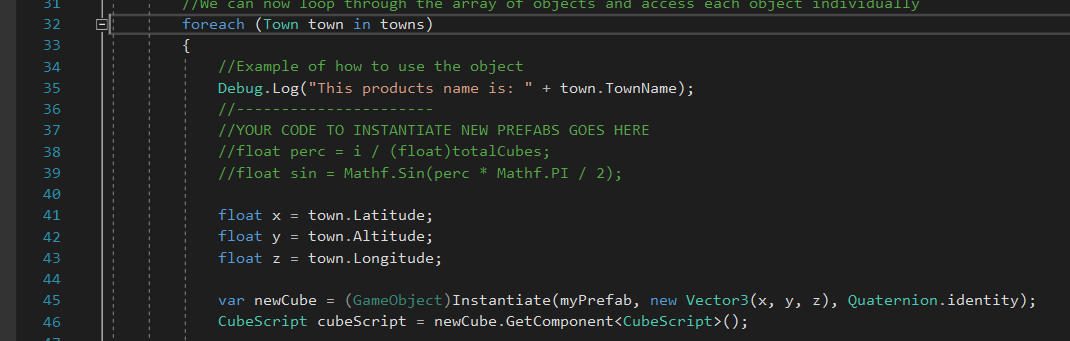 31 //We can now loop through the array of objects and access each object individually
32 foreach (Town town in towns)
33 {
34 //Example of how to use the object
35 Debug.Log("This products name is: " + town.TownName);
36 //----------------------
37 //YOUR CODE TO INSTANTIATE NEW PREFABS GOES HERE
38 //float perc = i / (float)totalCubes;
39 //float sin = Mathf.Sin(perc * Mathf.PI / 2);
40
41 float x = town.Latitude;
42 float y = town.Altitude;
43 float z = town.Longitude;
44
45 var newCube = (GameObject)Instantiate(myPrefab, new Vector3(x, y, z), Quaternion.identity);
46 CubeScript cubeScript = newCube.GetComponent<CubeScript>();